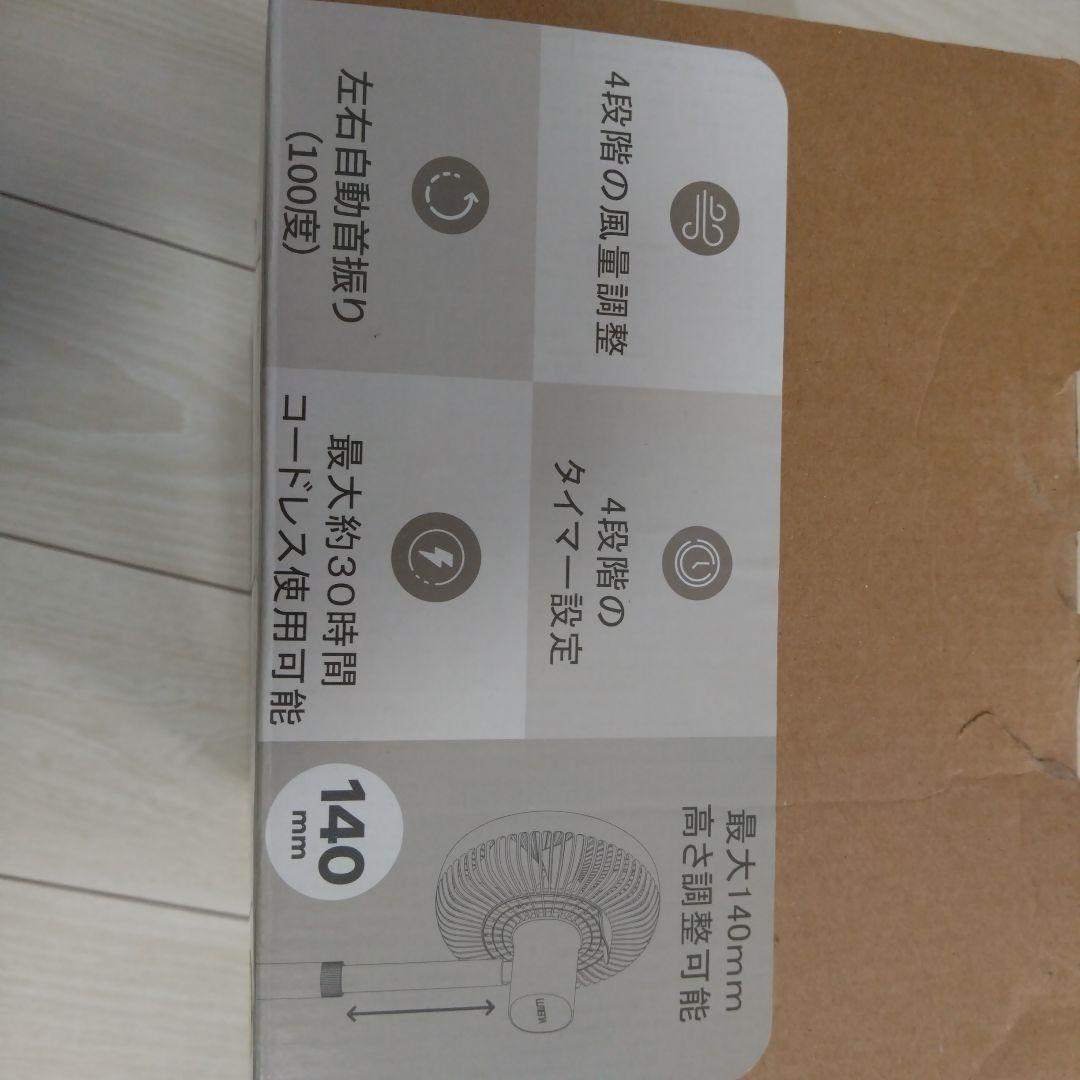 4段階の風量調整
左右自動首振り
(100度)
4段階の
タイマー設定
最大約30時間
コードレス使用可能
最大140mm
高さ調整可能
140
mm